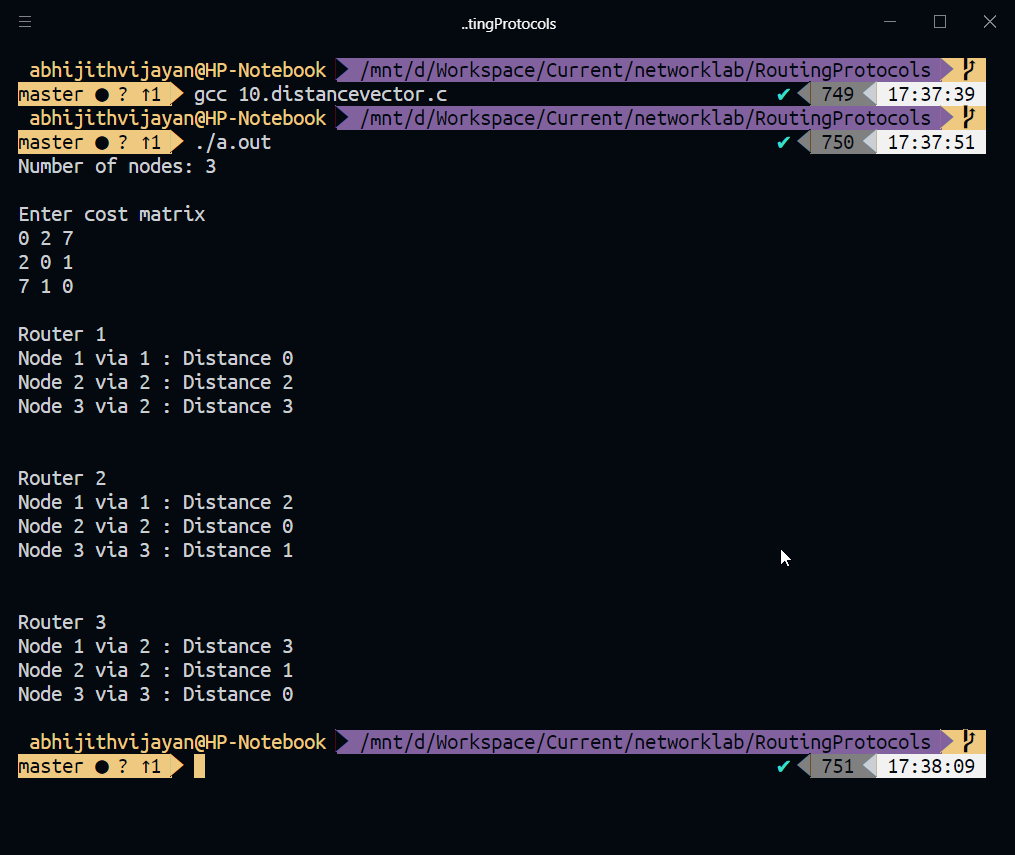 ..tingProtocols
abhijithvijayan@HP-Notebook /mnt/d/Workspace/Current/networklab/RoutingProtocols
master ● ? ↑1 gcc 10.distancevector.c ✔ 749 17:37:39
abhijithvijayan@HP-Notebook /mnt/d/Workspace/Current/networklab/RoutingProtocols
master ● ? ↑1 ./a.out ✔ 750 17:37:51
Number of nodes: 3
Enter cost matrix
0 2 7
2 0 1
7 1 0
Router 1
Node 1 via 1 : Distance 0
Node 2 via 2 : Distance 2
Node 3 via 2 : Distance 3
Router 2
Node 1 via 1 : Distance 2
Node 2 via 2 : Distance 0
Node 3 via 3 : Distance 1
Router 3
Node 1 via 2 : Distance 3
Node 2 via 2 : Distance 1
Node 3 via 3 : Distance 0
abhijithvijayan@HP-Notebook /mnt/d/Workspace/Current/networklab/RoutingProtocols
master ● ? ↑1 ✔ 751 17:38:09